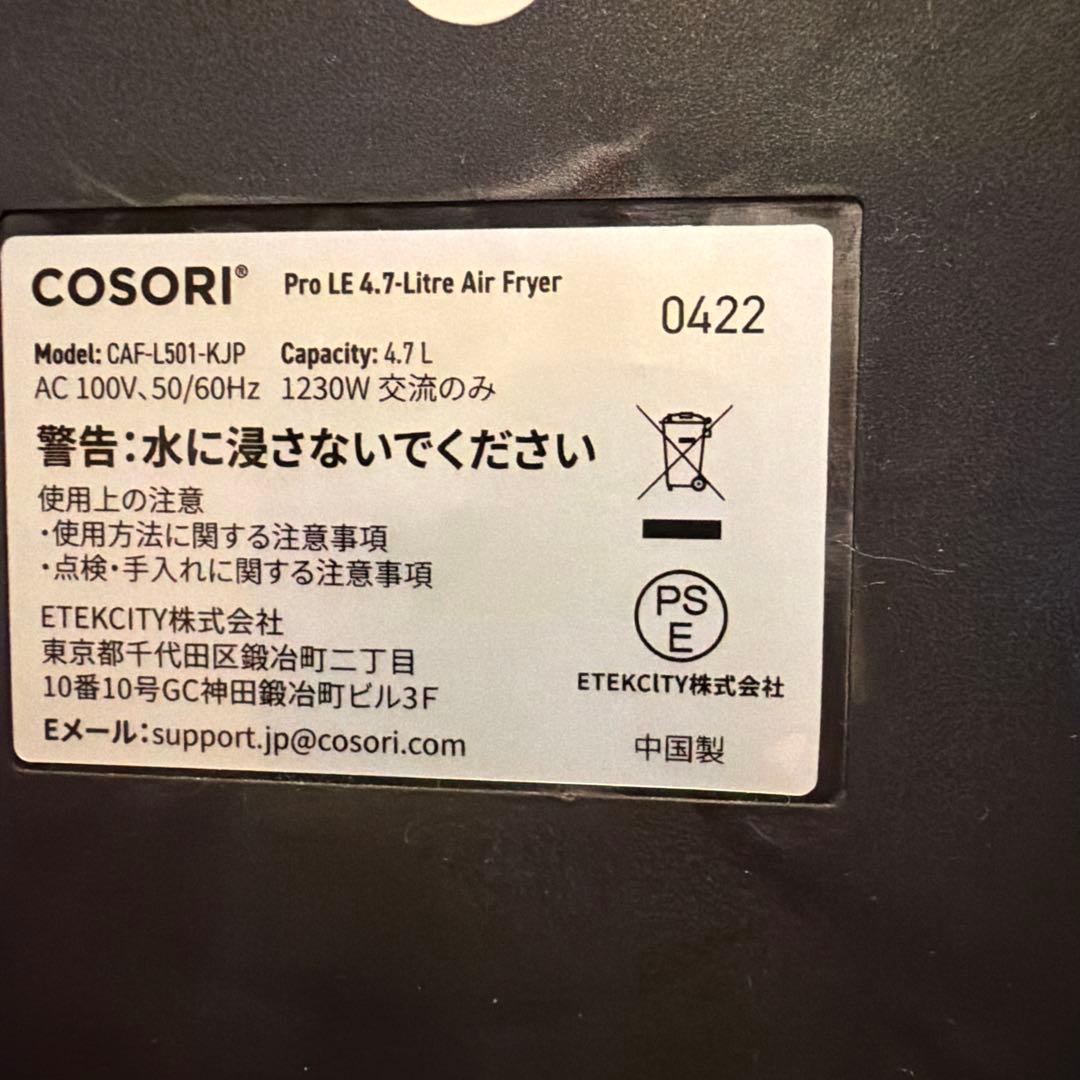 COSORI® Pro LE 4.7-Litre Air Fryer
0422
Model: CAF-L501-KJP Capacity: 4.7 L
AC 100V、50/60Hz 1230W 交流のみ
警告：水に浸さないでください
使用上の注意
・使用方法に関する注意事項
・点検・手入れに関する注意事項
ETEKCITY株式会社
東京都千代田区鍛冶町二丁目
10番10号GC神田鍛冶町ビル3F
Eメール：support.jp@cosori.com
PS
E
ETEKCITY株式会社
中国製